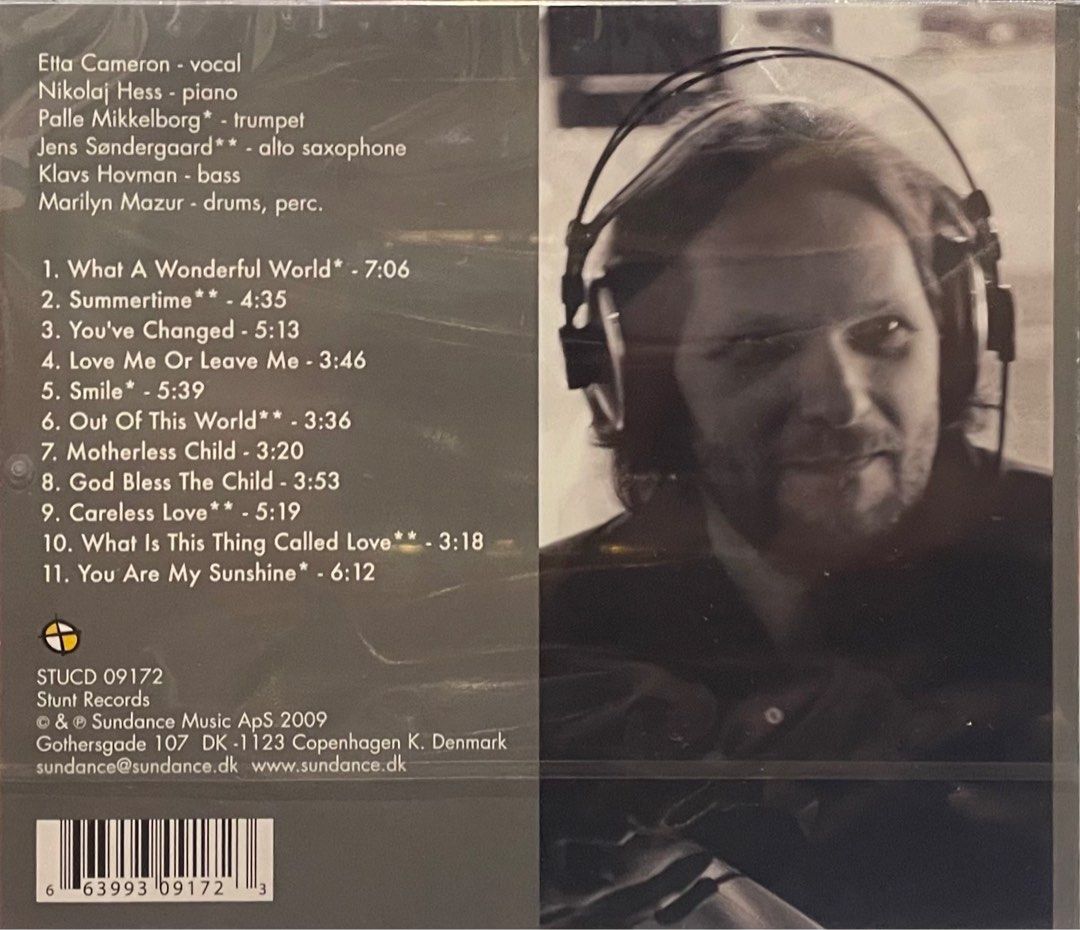 Etta Cameron - vocal
Nikolaj Hess - piano
Palle Mikkelborg* - trumpet
Jens Søndergaard** - alto saxophone
Klavs Hovman - bass
Marilyn Mazur - drums, perc.
1. What A Wonderful World* - 7:06
2. Summertime** - 4:35
3. You've Changed - 5:13
4. Love Me Or Leave Me - 3:46
5. Smile* - 5:39
6. Out Of This World** - 3:36
7. Motherless Child - 3:20
8. God Bless The Child - 3:53
9. Careless Love** - 5:19
10. What Is This Thing Called Love** - 3:18
11. You Are My Sunshine* - 6:12
STUCD 09172
Stunt Records
© & ℗ Sundance Music ApS 2009
Gothersgade 107 DK -1123 Copenhagen K. Denmark
sundance@sundance.dk www.sundance.dk
6 63993 09172 3